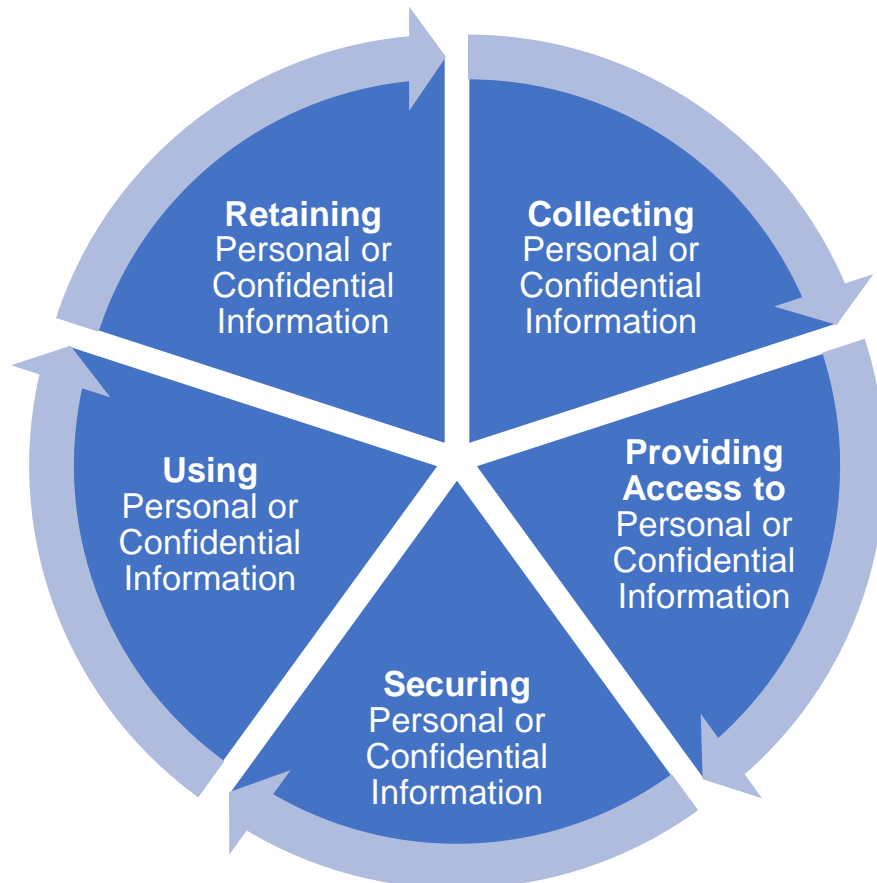 Retaining
Personal or
Confidential
Information
Collecting
Personal or
Confidential
Information
Providing
Access to
Personal or
Confidential
Information
Securing
Personal or
Confidential
Information
Using
Personal or
Confidential
Information